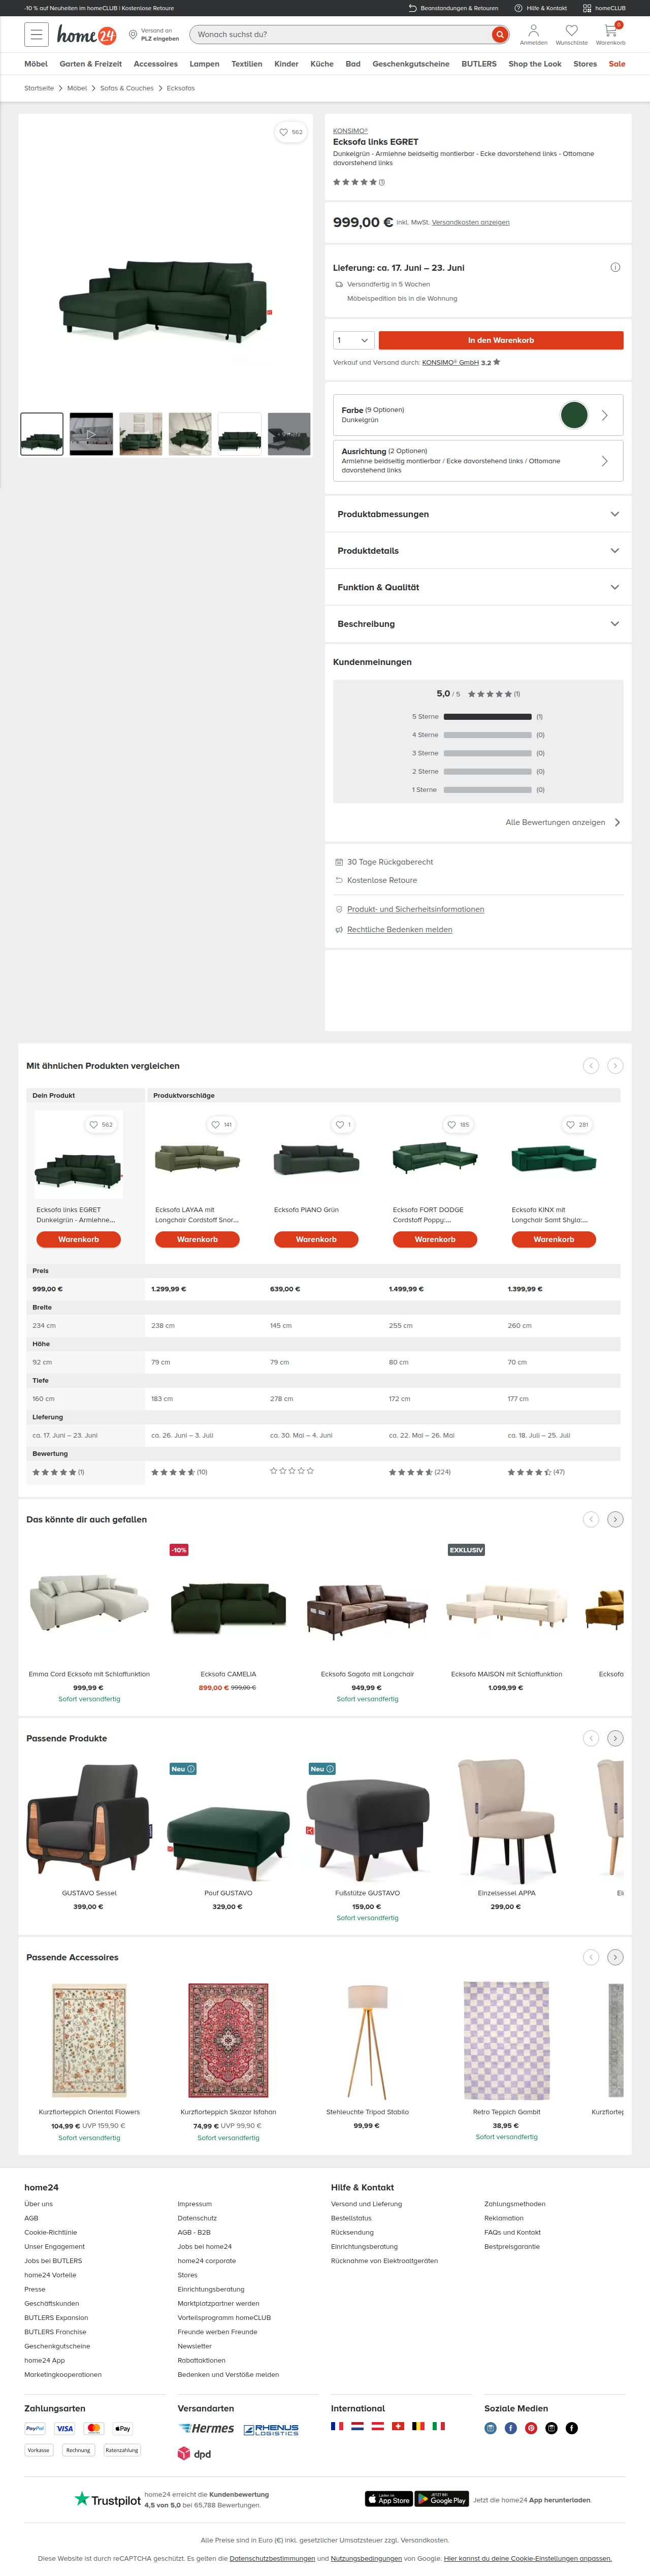 -10 % auf Neuheiten im homeCLUB I Kostenlose Retoure
Beanstandungen & Retouren
Hilfe & Kontakt
homeCLUB
home24
Versand an
PLZ eingeben
Wonach suchst du?
Anmelden
Wunschliste
0
Warenkorb
Möbel
Garten & Freizeit
Accessoires
Lampen
Textilien
Kinder
Küche
Bad
Geschenkgutscheine
BUTLERS
Shop the Look
Stores
Sale
Startseite > Möbel > Sofas & Couches > Ecksofas
562
KONSIMO®
Ecksofa links EGRET
Dunkelgrün - Armlehne beidseitig montierbar - Ecke davorstehend links - Ottomane
davorstehend links
(1)
999,00 € inkl. MwSt. Versandkosten anzeigen
Lieferung: ca. 17. Juni – 23. Juni
Versandfertig in 5 Wochen
Möbelspedition bis in die Wohnung
1
In den Warenkorb
Verkauf und Versand durch: KONSIMO® GmbH 3.2 ★
Farbe (9 Optionen)
Dunkelgrün
Ausrichtung (2 Optionen)
Armlehne beidseitig montierbar / Ecke davorstehend links / Ottomane
davorstehend links
Produktabmessungen
Produktdetails
Funktion & Qualität
Beschreibung
Kundenmeinungen
5,0 / 5 (1)
5 Sterne (1)
4 Sterne (0)
3 Sterne (0)
2 Sterne (0)
1 Sterne (0)
Alle Bewertungen anzeigen
30 Tage Rückgaberecht
Kostenlose Retoure
Produkt- und Sicherheitsinformationen
Rechtliche Bedenken melden
Mit ähnlichen Produkten vergleichen
Dein Produkt
Produktvorschläge
562
141
1
185
281
Ecksofa links EGRET
Dunkelgrün - Armlehne...
Ecksofa LAYAA mit
Longchair Cordstoff Snor...
Ecksofa PIANO Grün
Ecksofa FORT DODGE
Cordstoff Poppy:...
Ecksofa KINX mit
Longchair Samt Shyla:...
Warenkorb
Warenkorb
Warenkorb
Warenkorb
Warenkorb
Preis
999,00 €
1.299,99 €
639,00 €
1.499,99 €
1.399,99 €
Breite
234 cm
238 cm
145 cm
255 cm
260 cm
Höhe
92 cm
79 cm
79 cm
80 cm
70 cm
Tiefe
160 cm
183 cm
278 cm
172 cm
177 cm
Lieferung
ca. 17. Juni – 23. Juni
ca. 26. Juni – 3. Juli
ca. 30. Mai – 4. Juni
ca. 22. Mai – 26. Mai
ca. 18. Juli – 25. Juli
Bewertung
(1)
(10)
(224)
(47)
Das könnte dir auch gefallen
-10%
EXKLUSIV
Emma Cord Ecksofa mit Schlaffunktion
999,99 €
Sofort versandfertig
Ecksofa CAMELIA
899,00 € 999,00 €
Ecksofa Sagata mit Longchair
949,99 €
Sofort versandfertig
Ecksofa MAISON mit Schlaffunktion
1.099,99 €
Ecksofa
Passende Produkte
Neu
Neu
GUSTAVO Sessel
399,00 €
Pouf GUSTAVO
329,00 €
Fußstütze GUSTAVO
159,00 €
Sofort versandfertig
Einzelsessel APPA
299,00 €
Passende Accessoires
Kurzflorteppich Oriental Flowers
104,99 € UVP 159,90 €
Sofort versandfertig
Kurzflorteppich Skazar Isfahan
74,99 € UVP 99,90 €
Sofort versandfertig
Stehleuchte Tripod Stabilo
99,99 €
Retro Teppich Gambit
38,95 €
Sofort versandfertig
Kurzflorte
home24
Über uns
AGB
Cookie-Richtlinie
Unser Engagement
Jobs bei BUTLERS
home24 Vorteile
Presse
Geschäftskunden
BUTLERS Expansion
BUTLERS Franchise
Geschenkgutscheine
home24 App
Marketingkooperationen
Impressum
Datenschutz
AGB - B2B
Jobs bei home24
home24 corporate
Stores
Einrichtungsberatung
Marktplatzpartner werden
Vorteilsprogramm homeCLUB
Freunde werben Freunde
Newsletter
Rabattaktionen
Bedenken und Verstöße melden
Hilfe & Kontakt
Versand und Lieferung
Bestellstatus
Rücksendung
Einrichtungsberatung
Rücknahme von Elektroaltgeräten
Zahlungsmethoden
Reklamation
FAQs und Kontakt
Bestpreisgarantie
Zahlungsarten
PayPal
VISA
mastercard
Pay
Vorkasse
Rechnung
Ratenzahlung
Versandarten
Hermes
RHENUS
LOGISTICS
dpd
International
Soziale Medien
Trustpilot
home24 erreicht die Kundenbewertung
4,5 von 5,0 bei 65,788 Bewertungen.
Laden im
App Store
JETZT BEI
Google Play
Jetzt die home24 App herunterladen.
Alle Preise sind in Euro (€) inkl. gesetzlicher Umsatzsteuer zzgl. Versandkosten.
Diese Website ist durch reCAPTCHA geschützt. Es gelten die Datenschutzbestimmungen und Nutzungsbedingungen von Google. Hier kannst du deine Cookie-Einstellungen anpassen.